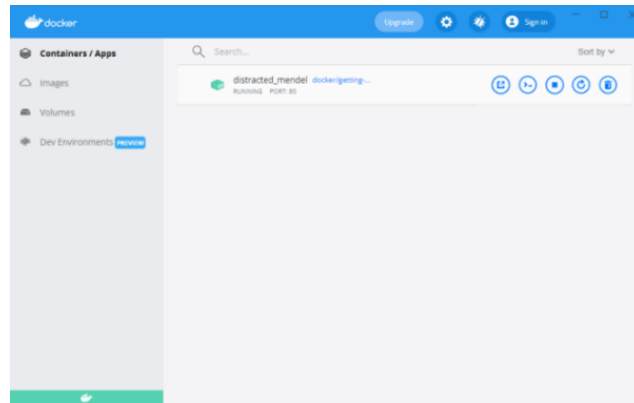 docker
Upgrade
Sign in
Containers / Apps
Search...
Sort by
Images
distracted_mendel docker/getting-...
RUNNING PORT: 80
Volumes
Dev Environments PREVIEW